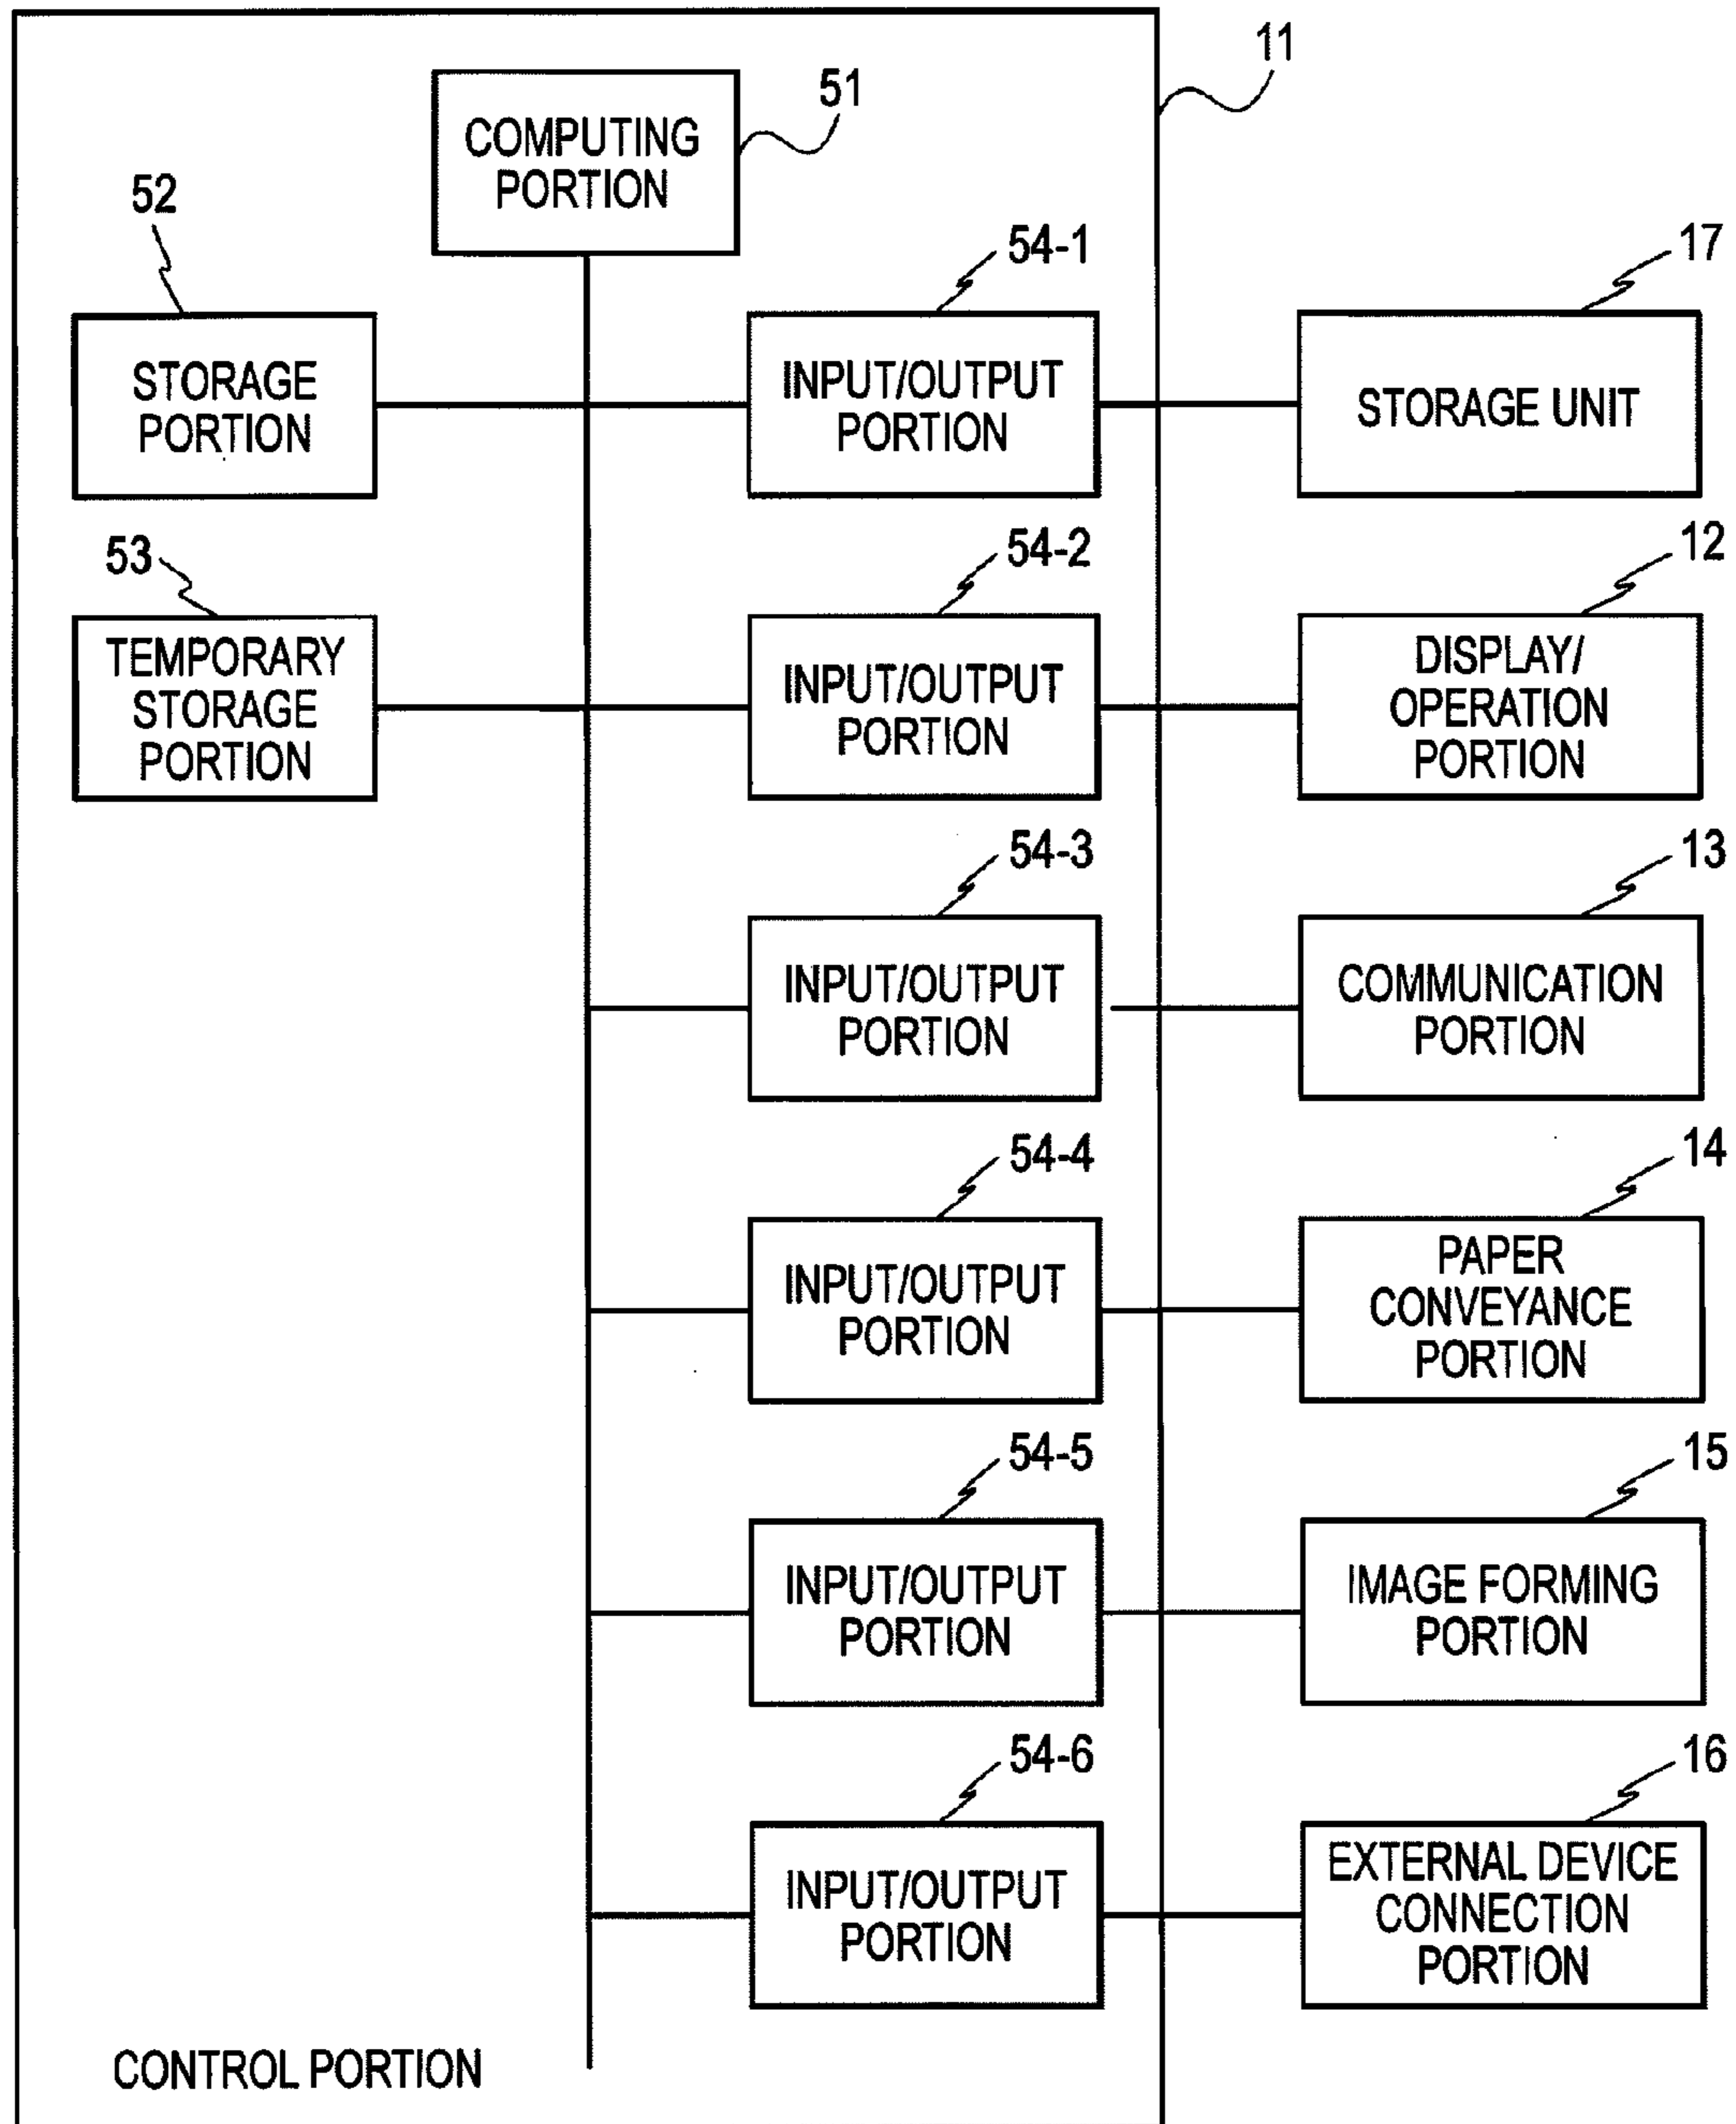 11
51
COMPUTING
PORTION
52
54-1
17
STORAGE
PORTION
INPUT/OUTPUT
PORTION
STORAGE UNIT
53
54-2
12
TEMPORARY
STORAGE
PORTION
INPUT/OUTPUT
PORTION
DISPLAY/
OPERATION
PORTION
54-3
13
INPUT/OUTPUT
PORTION
COMMUNICATION
PORTION
54-4
14
INPUT/OUTPUT
PORTION
PAPER
CONVEYANCE
PORTION
54-5
15
INPUT/OUTPUT
PORTION
IMAGE FORMING
PORTION
54-6
16
INPUT/OUTPUT
PORTION
EXTERNAL DEVICE
CONNECTION
PORTION
CONTROL PORTION